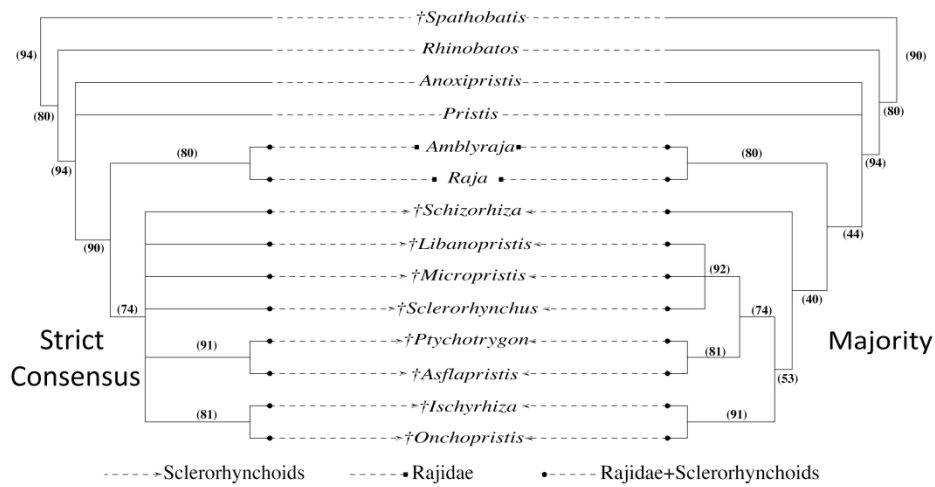 †Spathobatis
(94) (90)
Rhinobatos
(80) (80)
Anoxipristis
Pristis
(80) Amblyraja (80)
(94) (94)
Raja
†Schizorhiza
(90) (44)
†Libanopristis
(92)
†Micropristis
(40)
(74) †Sclerorhynchus (74)
Strict Consensus
Majority
(91) †Ptychotrygon (81)
†Asflapristis
(53)
(81) †Ischyrhiza (91)
†Onchopristis
Sclerorhynchoids Rajidae Rajidae+Sclerorhynchoids